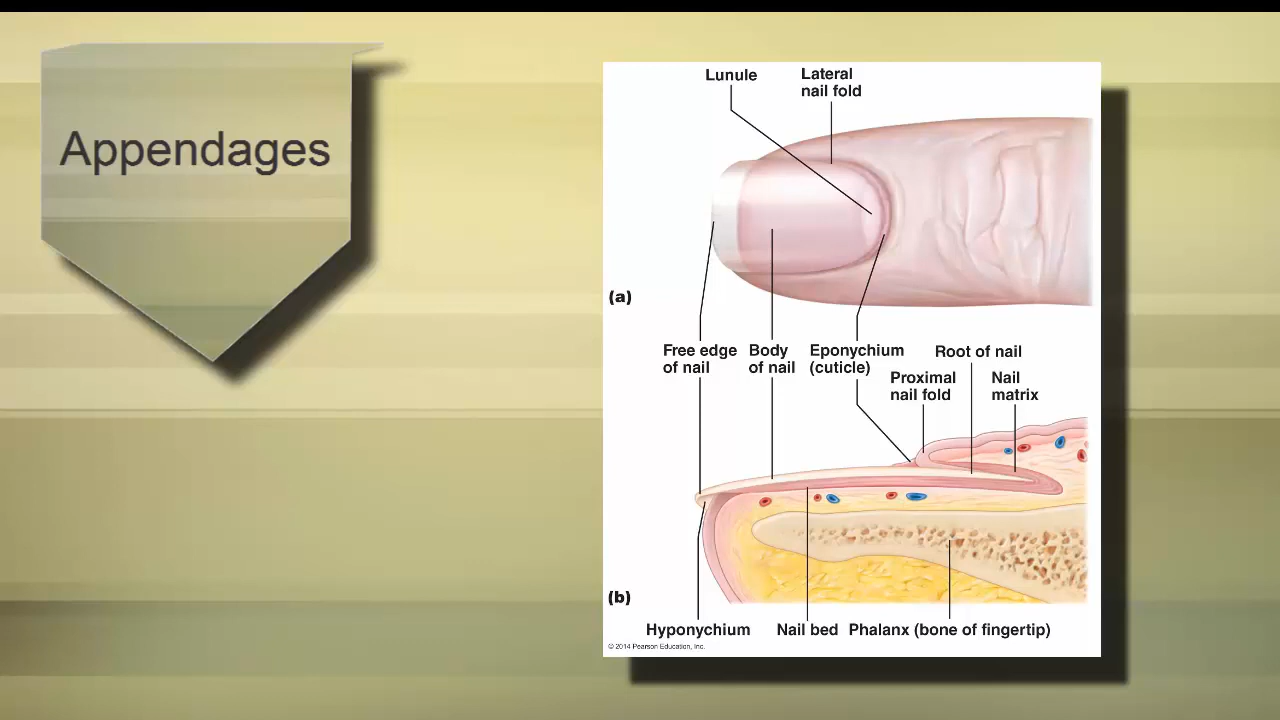 Appendages
Lunule
Lateral
nail fold
(a)
Free edge
of nail
Body
of nail
Eponychium
(cuticle)
Root of nail
Proximal
nail fold
Nail
matrix
(b)
Hyponychium
Nail bed
Phalanx (bone of fingertip)
© 2014 Pearson Education, Inc.